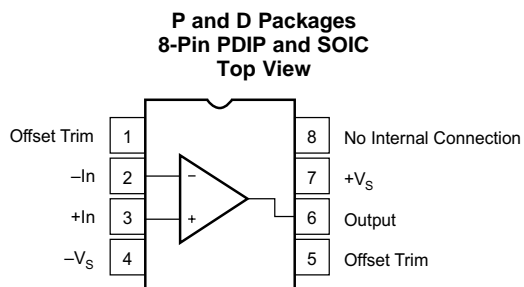 P and D Packages
8-Pin PDIP and SOIC
Top View
Offset Trim 1 8 No Internal Connection
–In 2 − 7 +VS
+In 3 + 6 Output
–VS 4 5 Offset Trim